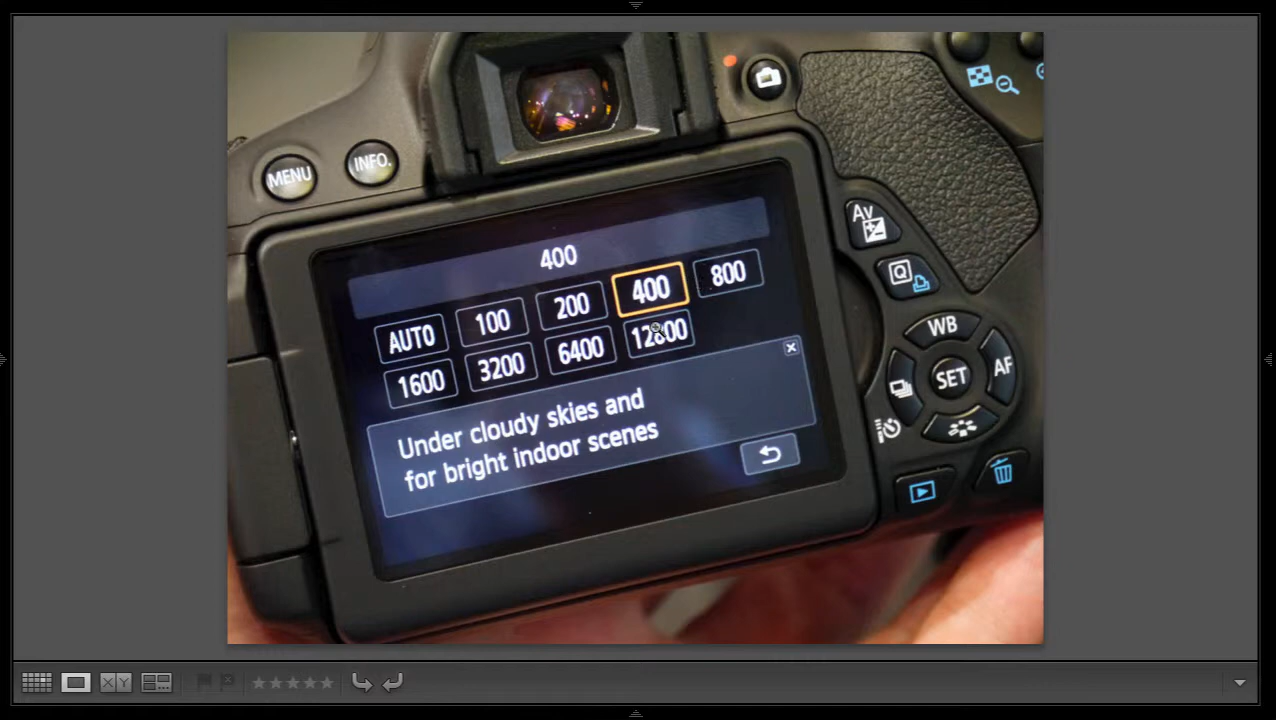 MENU
INFO.
Av
400
AUTO 100 200 400 800
1600 3200 6400 12800
Under cloudy skies and
for bright indoor scenes
Q
WB
AF
SET
X Y